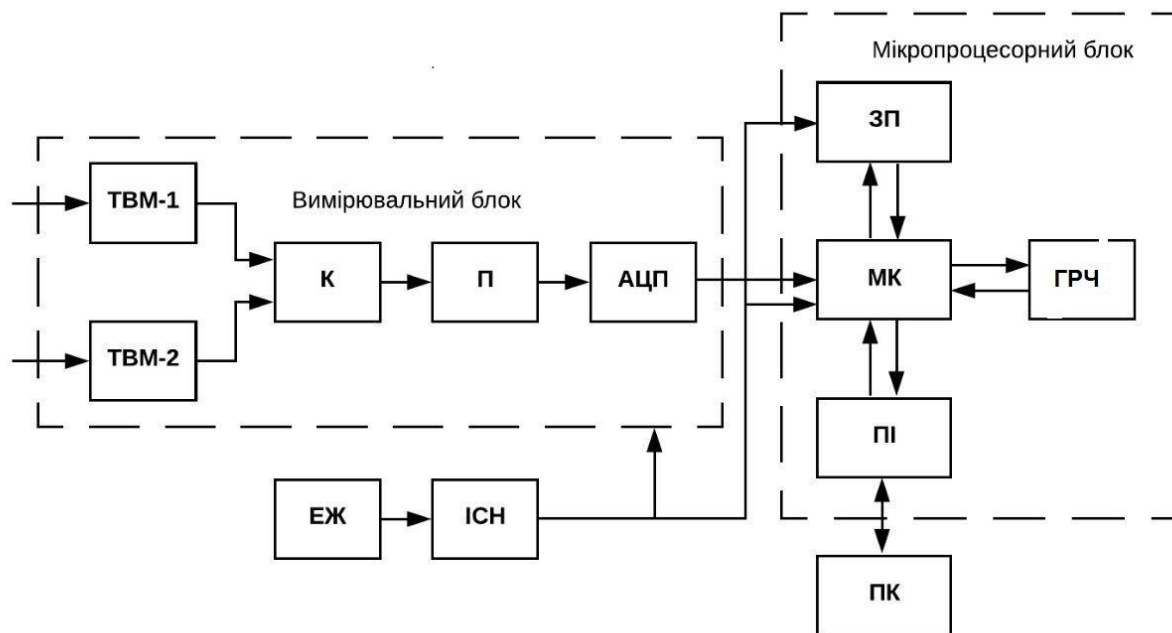 Мікропроцесорний блок
ЗП
ТВМ-1
Вимірювальний блок
К
П
АЦП
МК
ГРЧ
ТВМ-2
ПІ
ЕЖ
ІСН
ПК